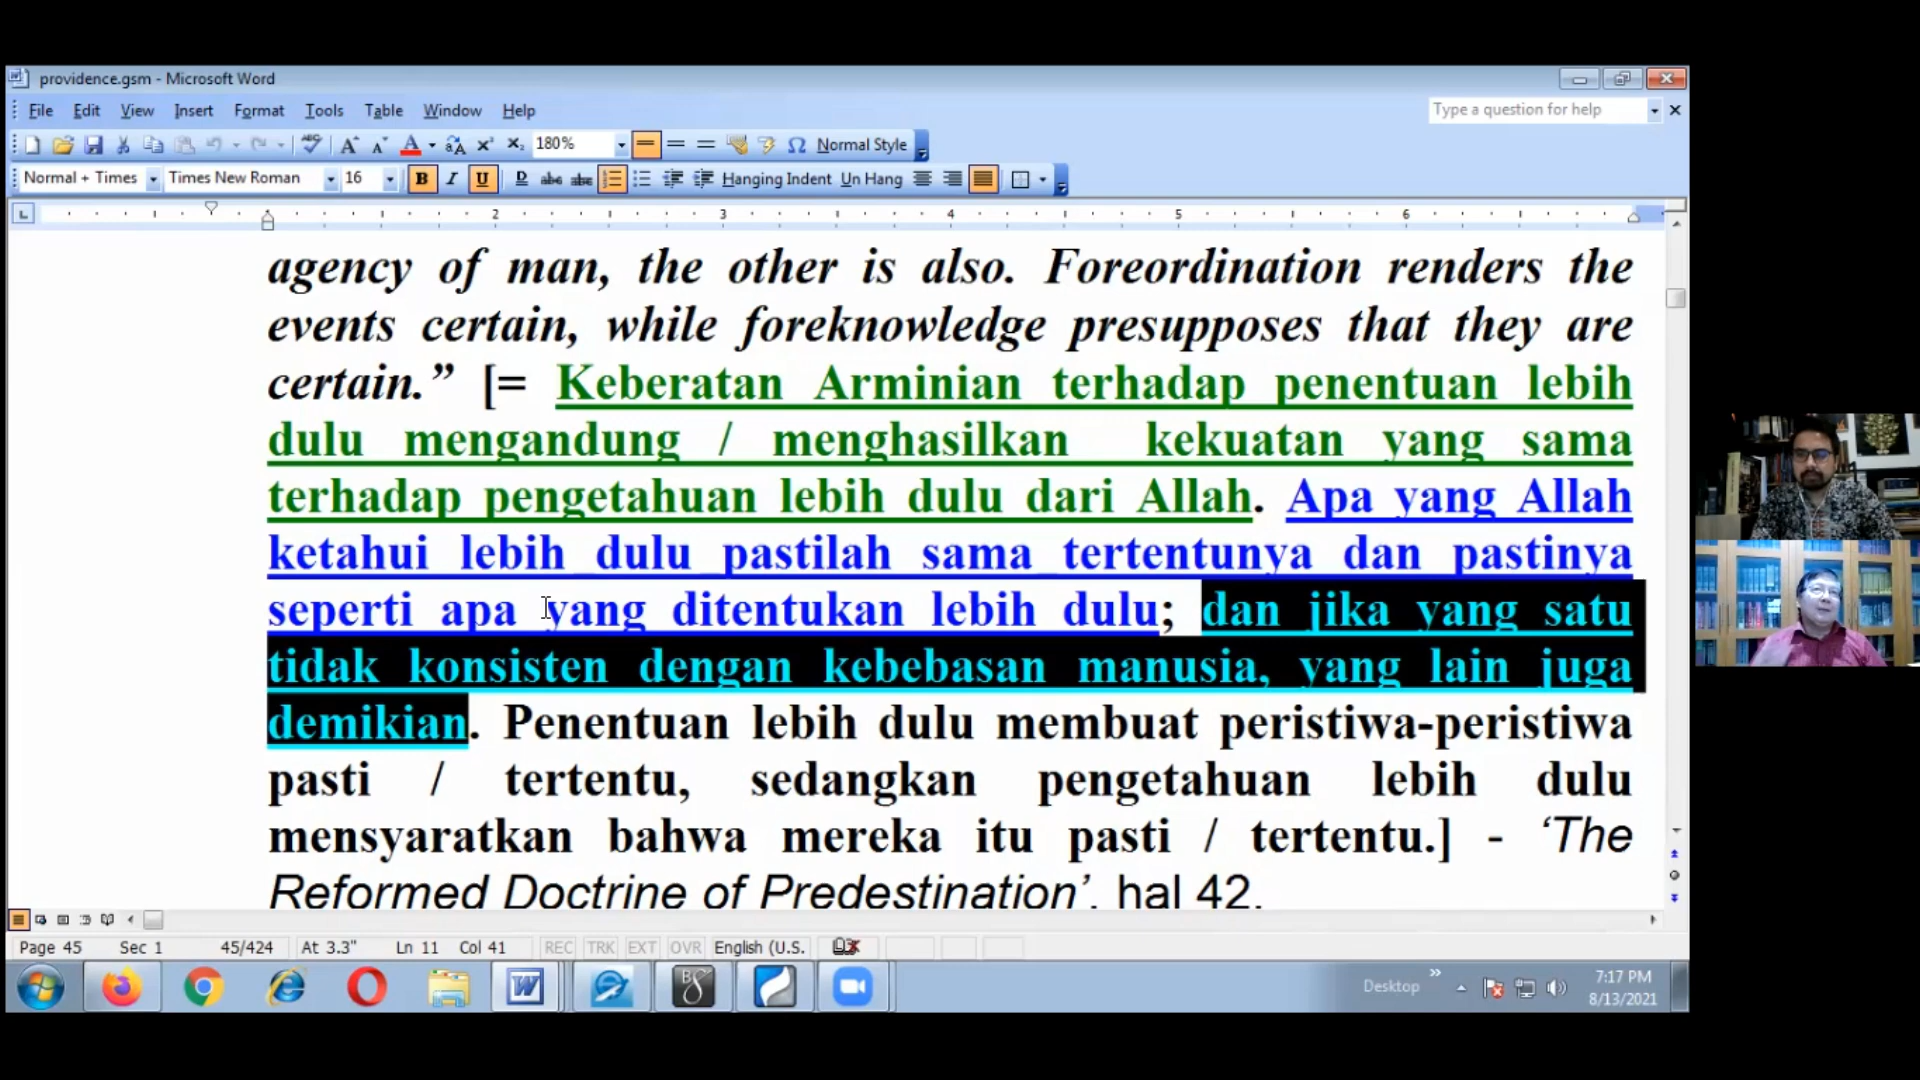 providence.gsm - Microsoft Word
File Edit View Insert Format Tools Table Window Help
Type a question for help
180% Normal Style
Normal + Times Times New Roman 16 B I U Hanging Indent Un Hang
2 3 4 5 6
agency of man, the other is also. Foreordination renders the
events certain, while foreknowledge presupposes that they are
certain.” [= Keberatan Arminian terhadap penentuan lebih
dulu mengandung / menghasilkan kekuatan yang sama
terhadap pengetahuan lebih dulu dari Allah. Apa yang Allah
ketahui lebih dulu pastilah sama tertentunya dan pastinya
seperti apa yang ditentukan lebih dulu; dan jika yang satu
tidak konsisten dengan kebebasan manusia, yang lain juga
demikian. Penentuan lebih dulu membuat peristiwa-peristiwa
pasti / tertentu, sedangkan pengetahuan lebih dulu
mensyaratkan bahwa mereka itu pasti / tertentu.] - ‘The
Reformed Doctrine of Predestination’, hal 42.
Page 45 Sec 1 45/424 At 3.3" Ln 11 Col 41 REC TRK EXT OVR English (U.S.
Desktop
7:17 PM
8/13/2021